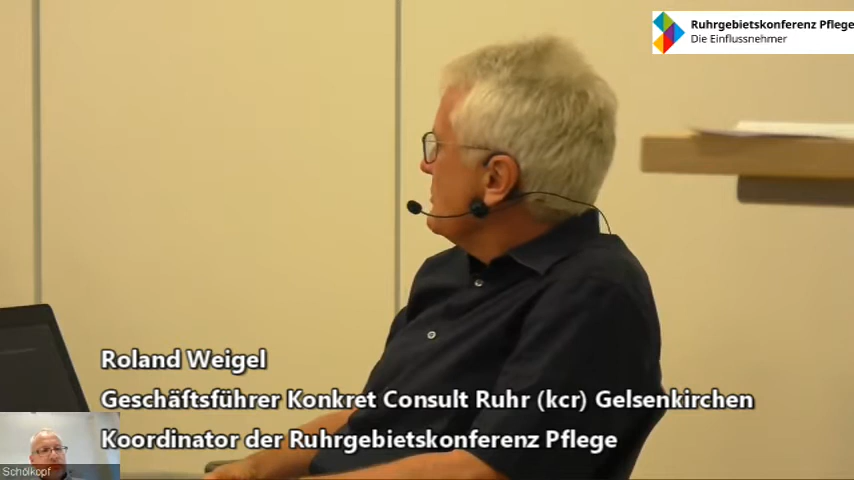 Ruhrgebietskonferenz Pflege
Die Einflussnehmer
Roland Weigel
Geschäftsführer Konkret Consult Ruhr (kcr) Gelsenkirchen
Koordinator der Ruhrgebietskonferenz Pflege
Schölkopf